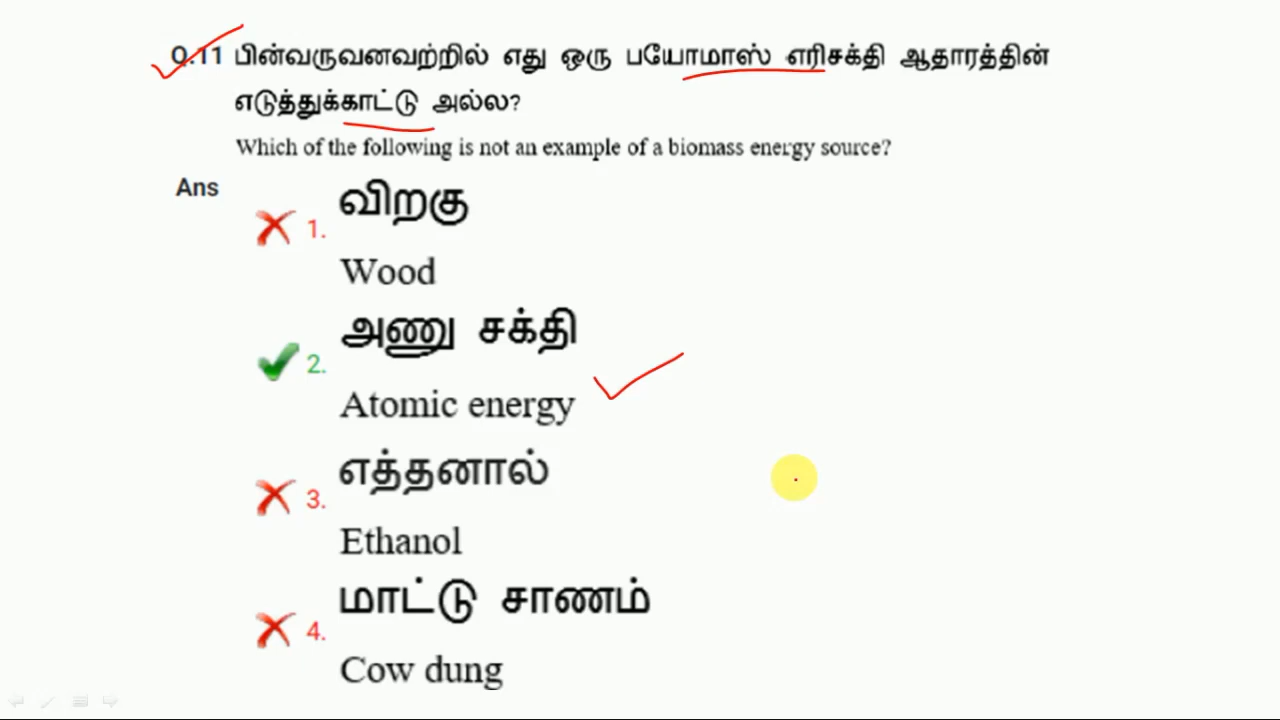 Q.11 பின்வருவனவற்றில் எது ஒரு பயோமாஸ் எரிசக்தி ஆதாரத்தின்
எடுத்துக்காட்டு அல்ல?
Which of the following is not an example of a biomass energy source?
Ans
1. விறகு
Wood
2. அணு சக்தி
Atomic energy
3. எத்தனால்
Ethanol
4. மாட்டு சாணம்
Cow dung